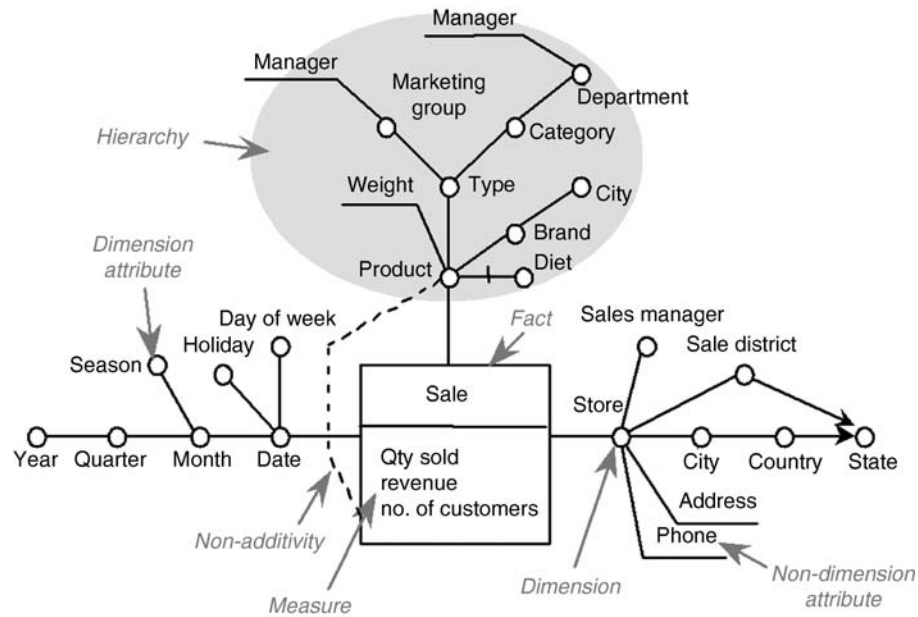 Manager
Manager
Marketing
group
Department
Hierarchy
Category
Weight
Type
City
Brand
Dimension
attribute
Product
Diet
Day of week
Fact
Sales manager
Holiday
Sale district
Season
Sale
Store
Year
Quarter
Month
Date
Qty sold
revenue
no. of customers
City
Country
State
Address
Phone
Non-additivity
Measure
Dimension
Non-dimension
attribute